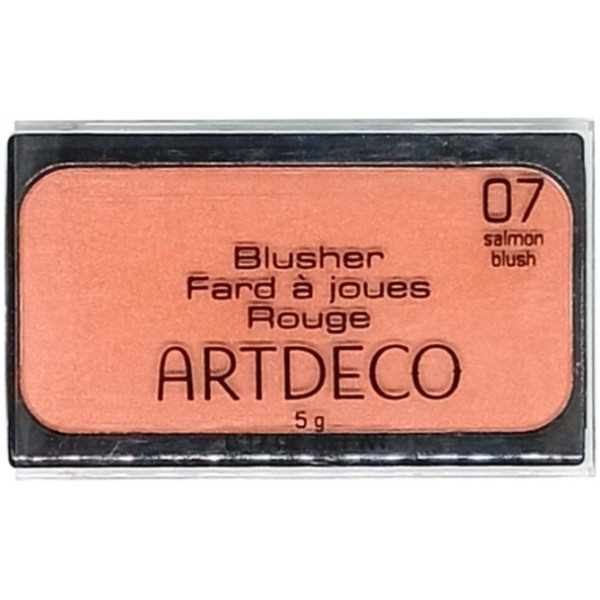 07
salmon
blush
Blusher
Fard à joues
Rouge
ARTDECO
5 g